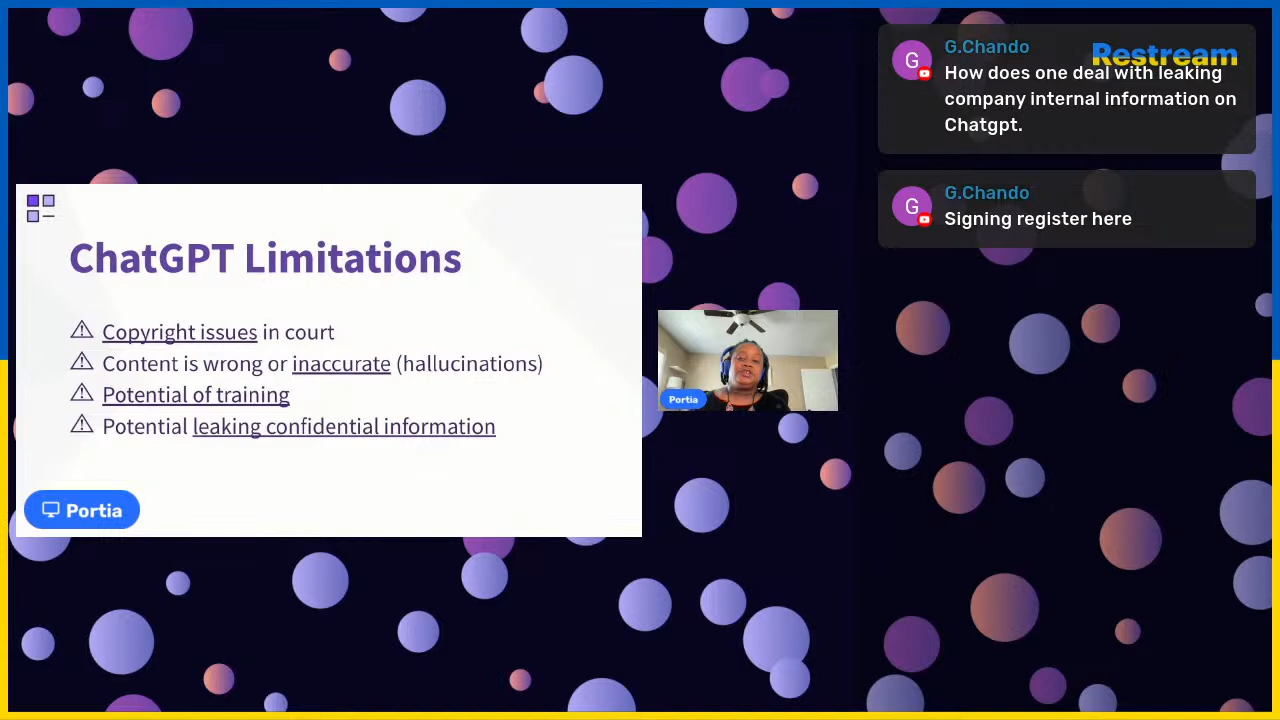 ChatGPT Limitations
Copyright issues in court
Content is wrong or inaccurate (hallucinations)
Potential of training
Potential leaking confidential information
Portia
Portia
Restream
G
G.Chando
How does one deal with leaking
company internal information on
Chatgpt.
G
G.Chando
Signing register here